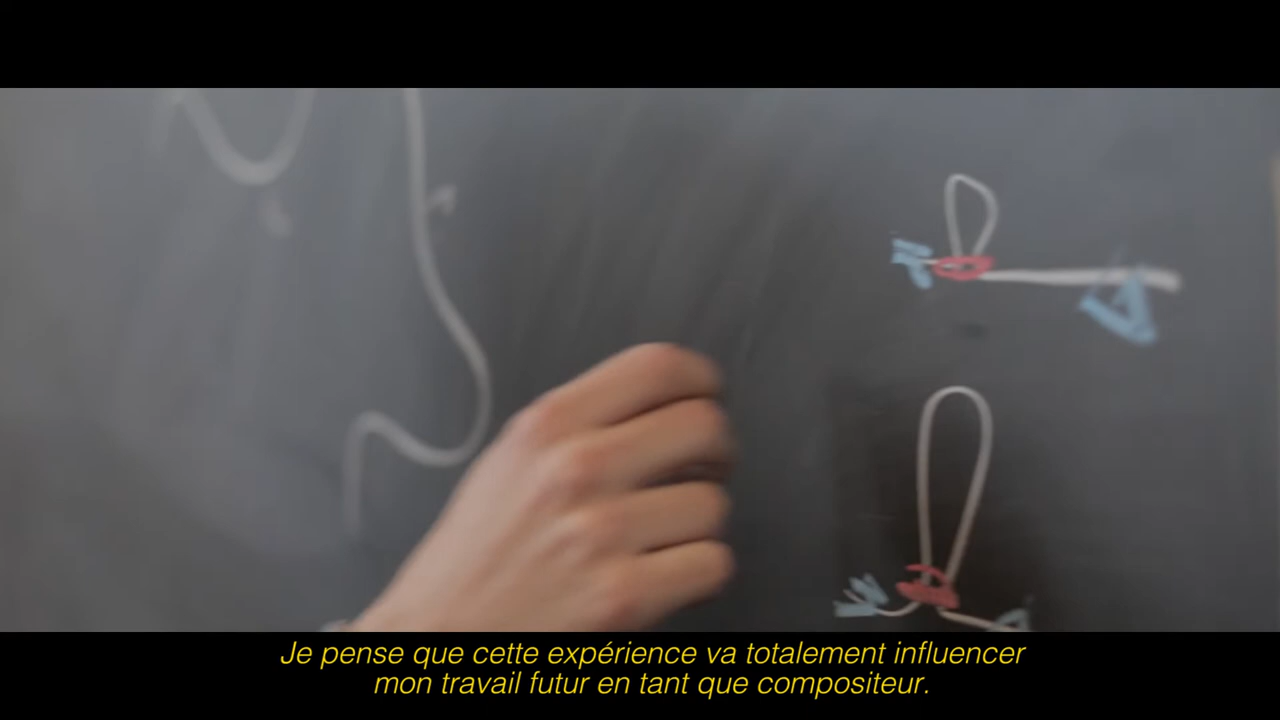 Je pense que cette expérience va totalement influencer
mon travail futur en tant que compositeur.